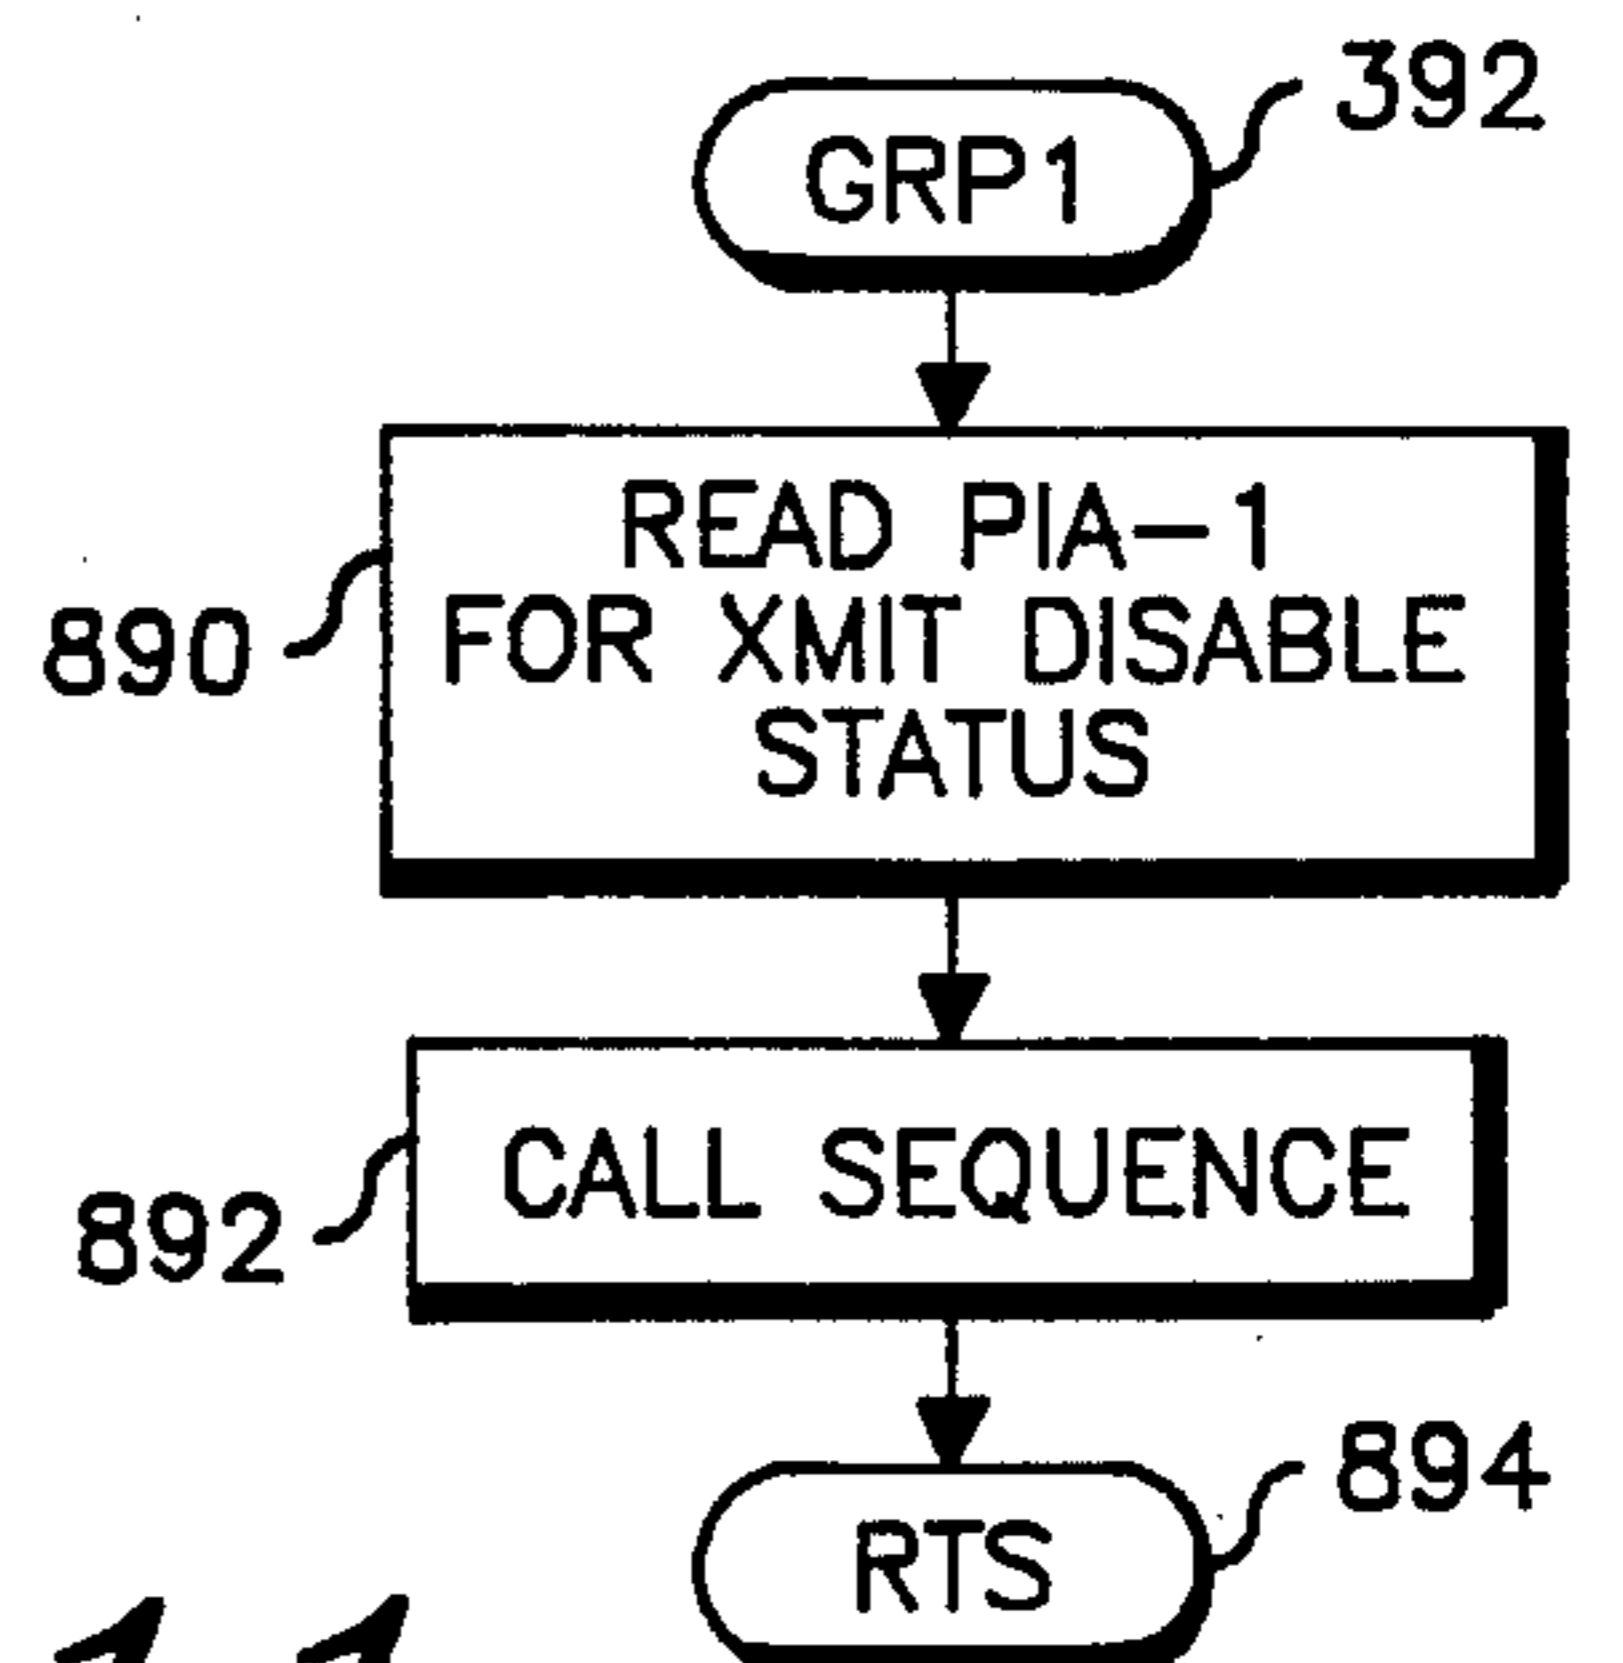 392
GRP1
READ PIA-1
FOR XMIT DISABLE
STATUS
890
CALL SEQUENCE
892
894
RTS